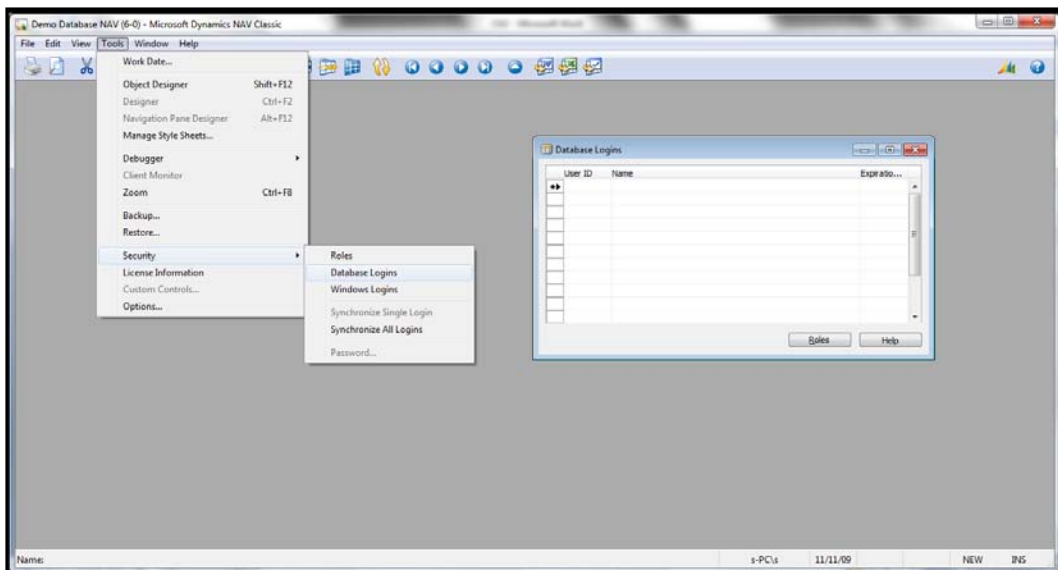 Demo Database NAV (6-0) - Microsoft Dynamics NAV Classic
File Edit View Tools Window Help
Work Date...
Object Designer Shift+F12
Designer Ctrl+F2
Navigation Pane Designer Alt+F12
Manage Style Sheets...
Debugger
Client Monitor
Zoom Ctrl+F8
Backup...
Restore...
Security
License Information
Custom Controls...
Options...
Roles
Database Logins
Windows Logins
Synchronize Single Login
Synchronize All Logins
Password...
Database Logins
User ID Name Expiratio...
Roles Help
Name: s-PC\s 11/11/09 NEW INS